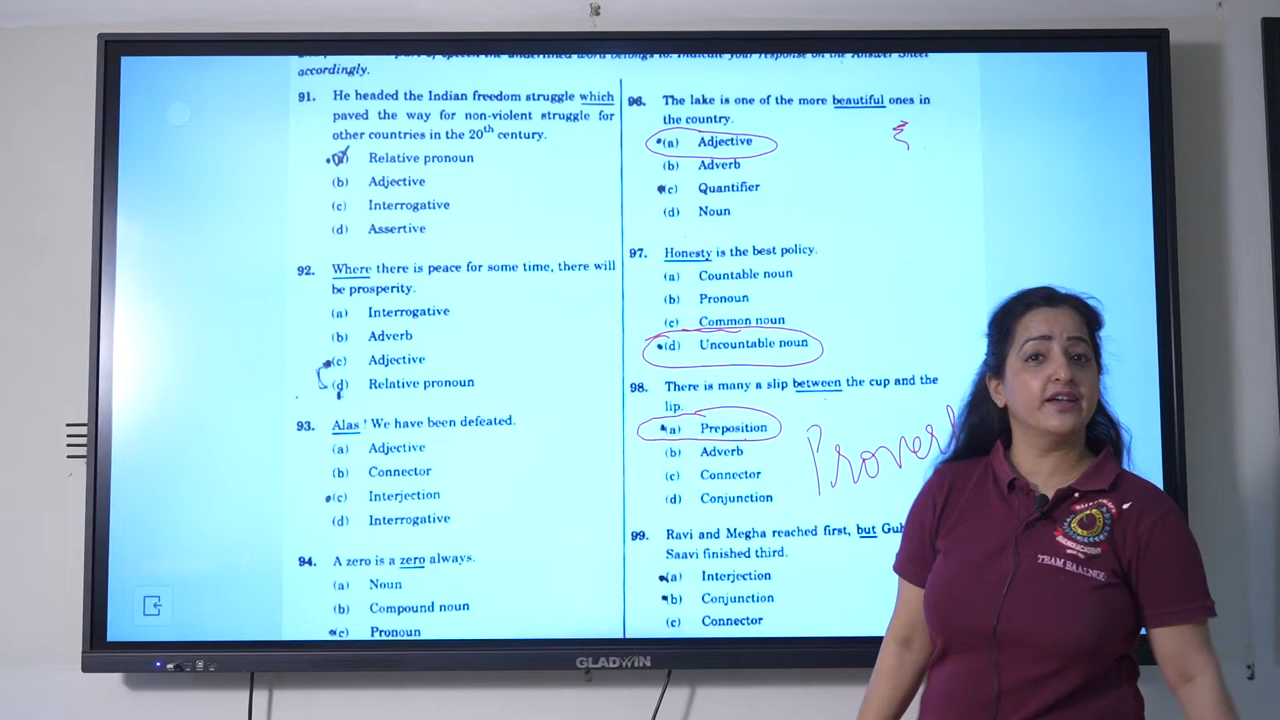 accordingly.
91. He headed the Indian freedom struggle which
paved the way for non-violent struggle for
other countries in the 20th century.
Relative pronoun
(b) Adjective
(c) Interrogative
(d) Assertive
92. Where there is peace for some time, there will
be prosperity.
(a) Interrogative
(b) Adverb
(c) Adjective
(d) Relative pronoun
93. Alas ! We have been defeated.
(a) Adjective
(b) Connector
(c) Interjection
(d) Interrogative
94. A zero is a zero always.
(a) Noun
(b) Compound noun
(c) Pronoun
96. The lake is one of the more beautiful ones in
the country.
(a) Adjective
(b) Adverb
(c) Quantifier
(d) Noun
97. Honesty is the best policy.
(a) Countable noun
(b) Pronoun
(c) Common noun
(d) Uncountable noun
98. There is many a slip between the cup and the
lip.
(a) Preposition
(b) Adverb
(c) Connector
(d) Conjunction
Prover
99. Ravi and Megha reached first, but
Saavi finished third.
(a) Interjection
(b) Conjunction
(c) Connector
GLADWIN